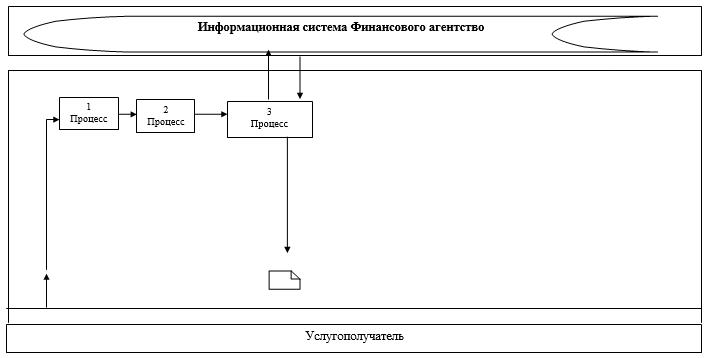 Информационная система Финансового агентство
1
Процесс
2
Процесс
3
Процесс
Услугополучатель